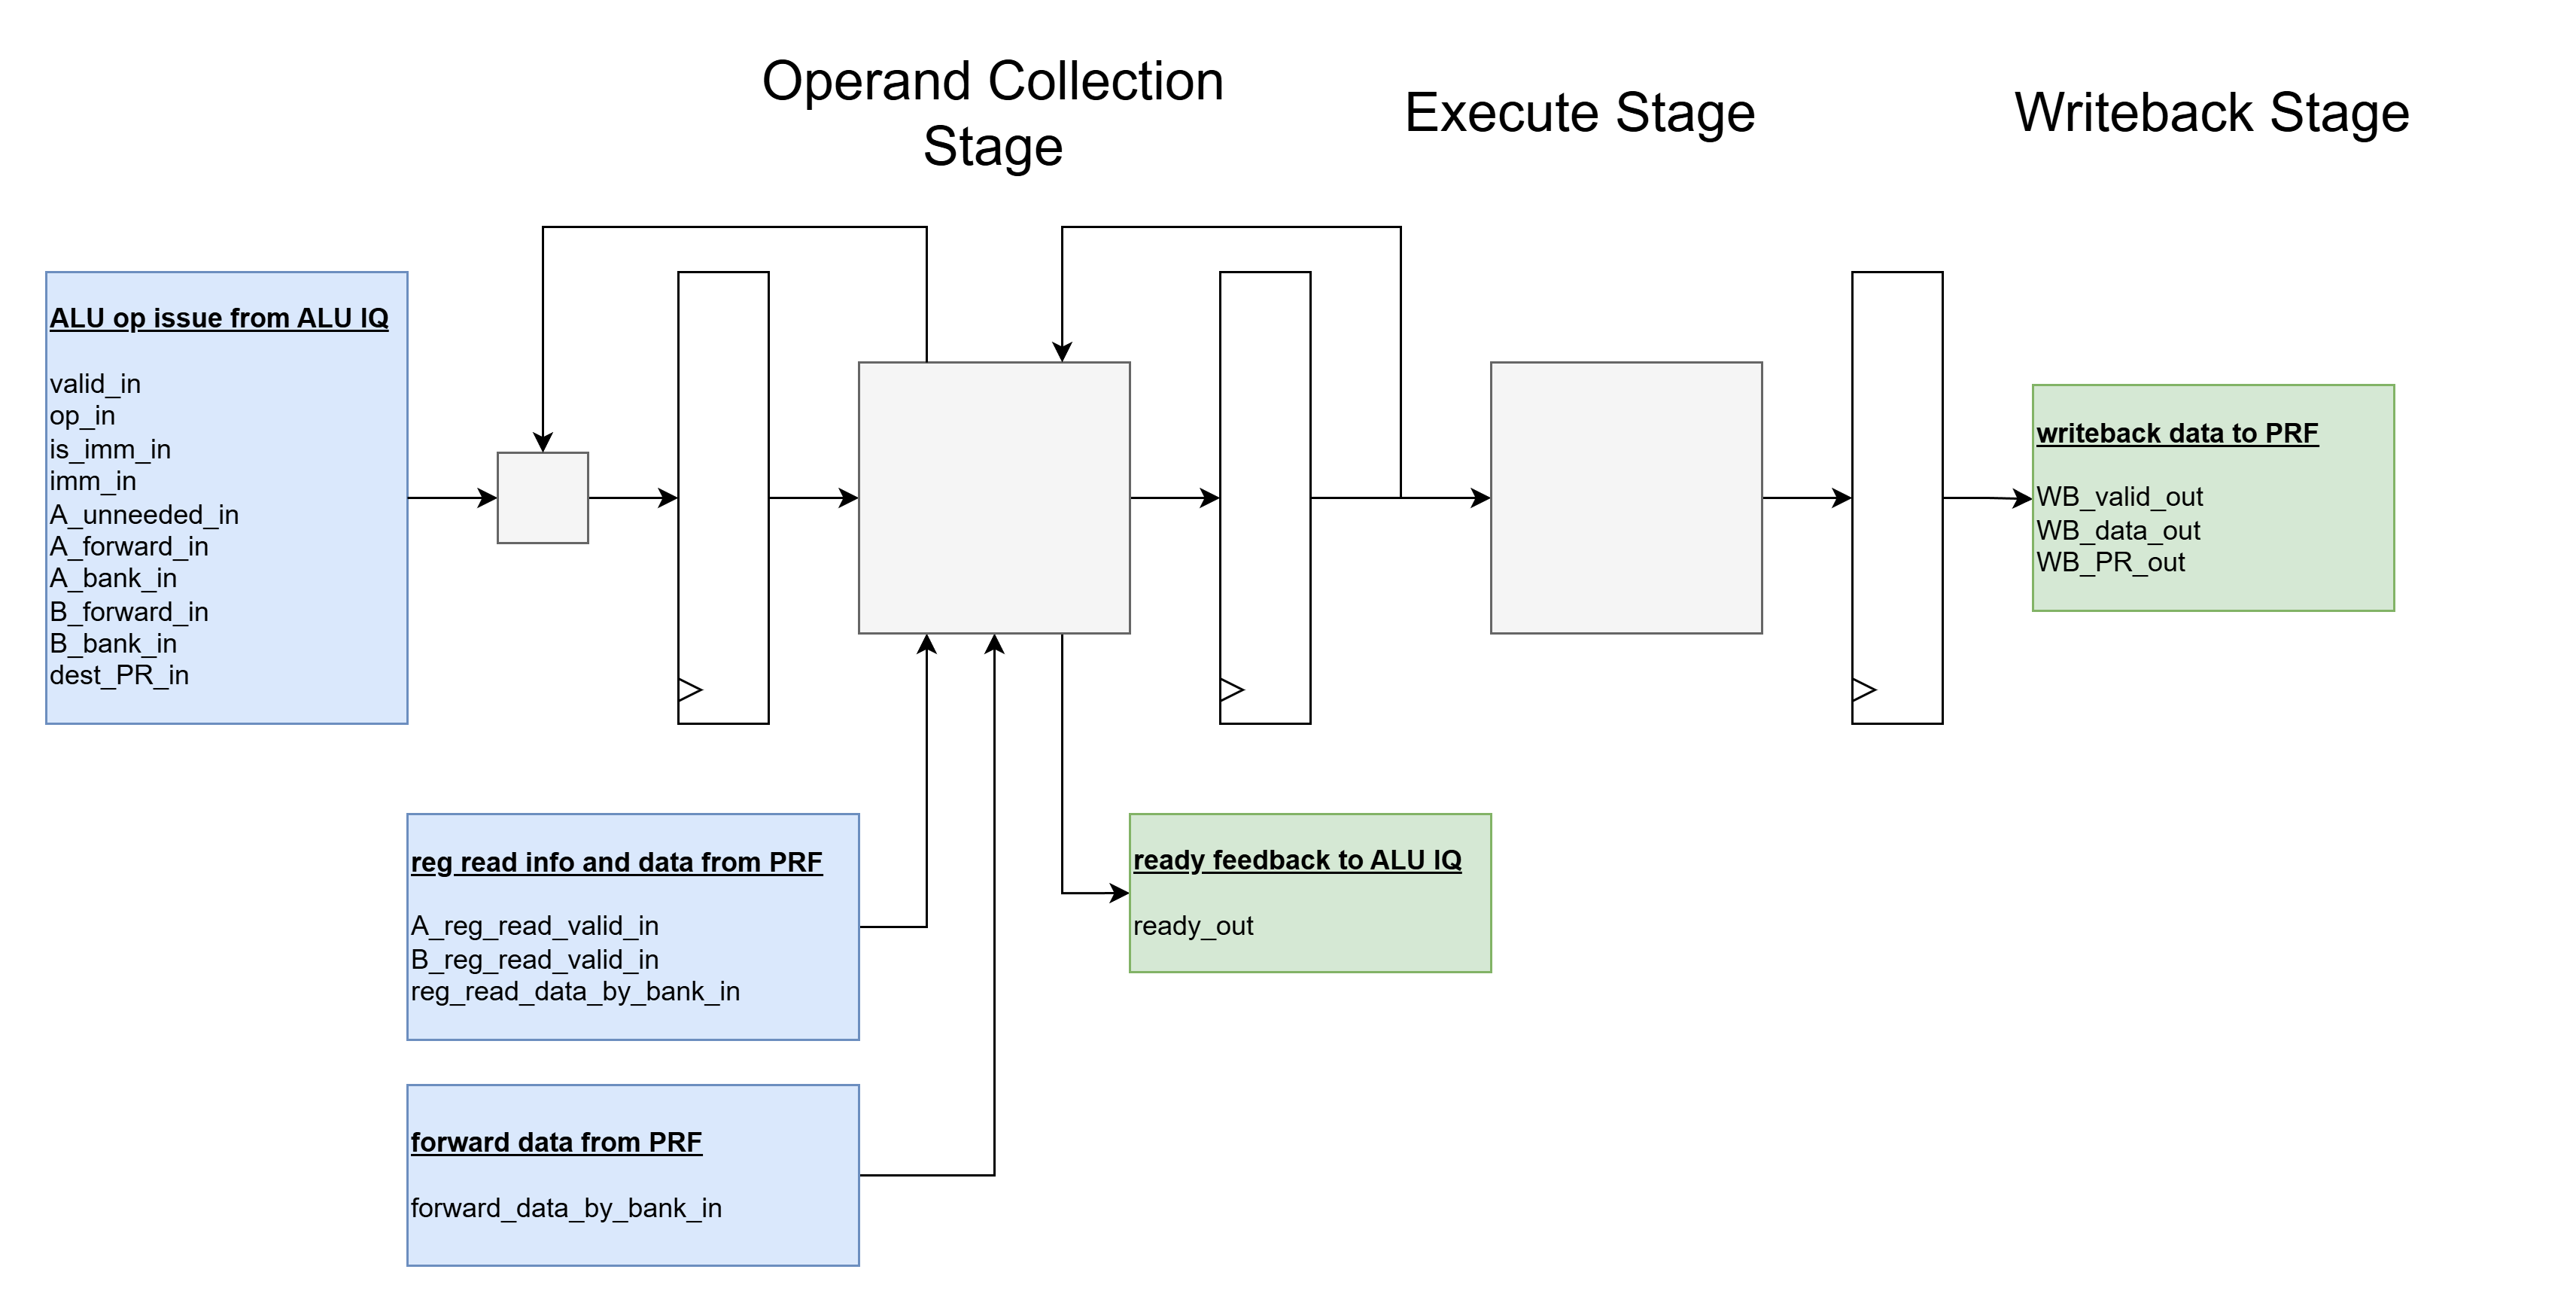 Operand Collection
Stage
Execute Stage
Writeback Stage
ALU op issue from ALU IQ
valid_in
op_in
is_imm_in
imm_in
A_unneeded_in
A_forward_in
A_bank_in
B_forward_in
B_bank_in
dest_PR_in
writeback data to PRF
WB_valid_out
WB_data_out
WB_PR_out
reg read info and data from PRF
A_reg_read_valid_in
B_reg_read_valid_in
reg_read_data_by_bank_in
ready feedback to ALU IQ
ready_out
forward data from PRF
forward_data_by_bank_in